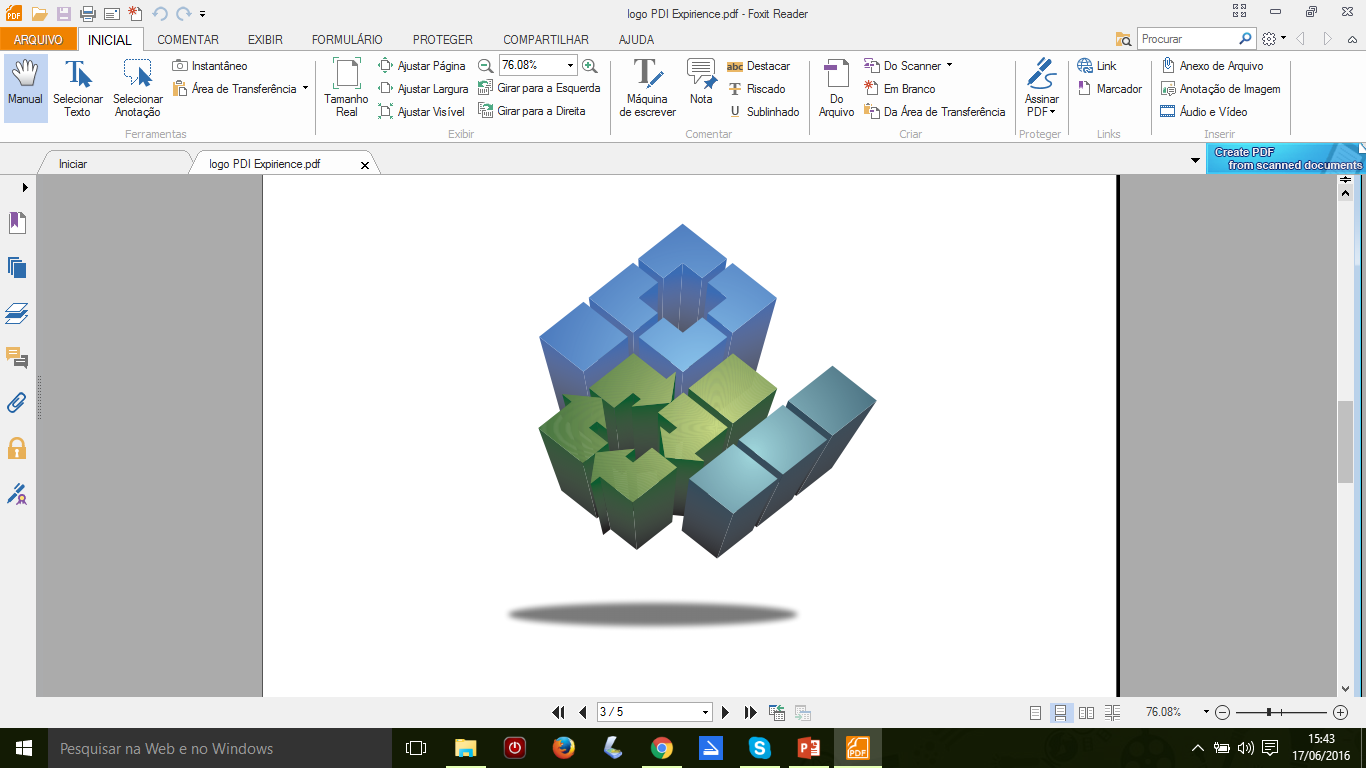 logo PDI Expirience.pdf - Foxit Reader
ARQUIVO INICIAL COMENTAR EXIBIR FORMULÁRIO PROTEGER COMPARTILHAR AJUDA Procurar
Manual
Selecionar Texto
Selecionar Anotação
Instantâneo
Área de Transferência
Ferramentas
Tamanho Real
Ajustar Página
Ajustar Largura
Ajustar Visível
76.08%
Girar para a Esquerda
Girar para a Direita
Exibir
Máquina de escrever
Nota
abc Destacar
T Riscado
U Sublinhado
Comentar
Do Arquivo
Do Scanner
Em Branco
Da Área de Transferência
Criar
Assinar PDF
Proteger
Link
Marcador
Links
Anexo de Arquivo
Anotação de Imagem
Áudio e Vídeo
Inserir
Iniciar
logo PDI Expirience.pdf
Create PDF
from scanned documents
3 / 5
76.08%
Pesquisar na Web e no Windows
15:43
17/06/2016